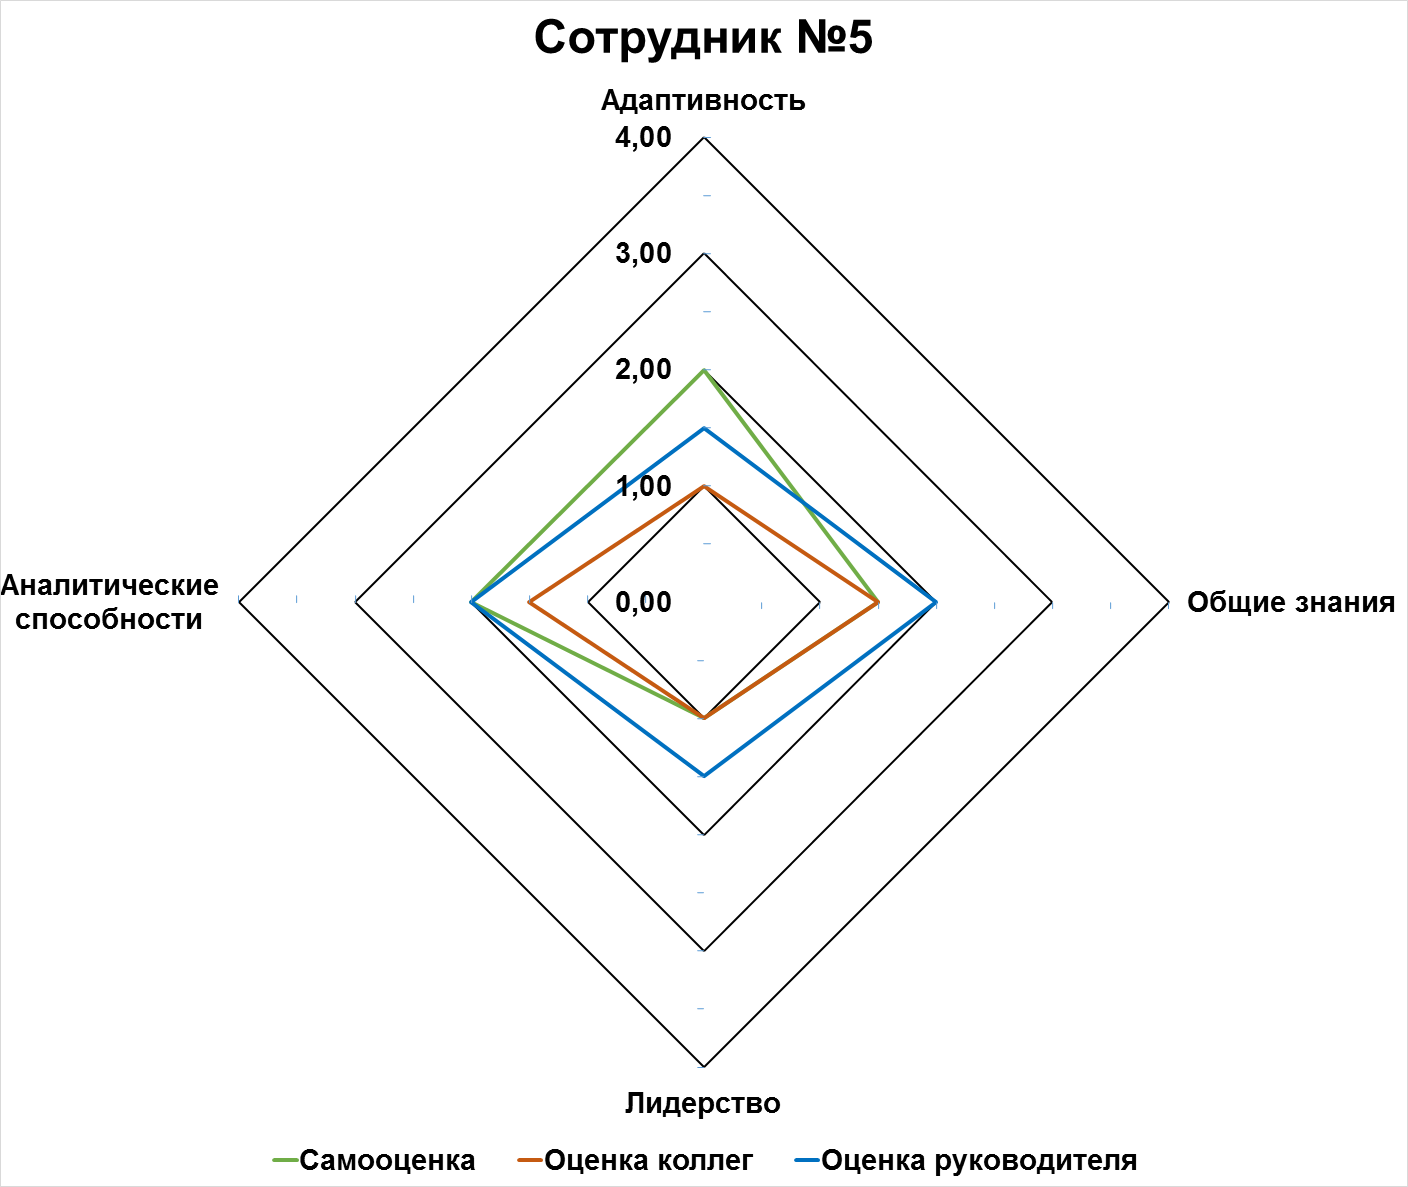 Сотрудник №5
Адаптивность
4,00
3,00
2,00
1,00
0,00
Аналитические
способности
Общие знания
Лидерство
Самооценка
Оценка коллег
Оценка руководителя